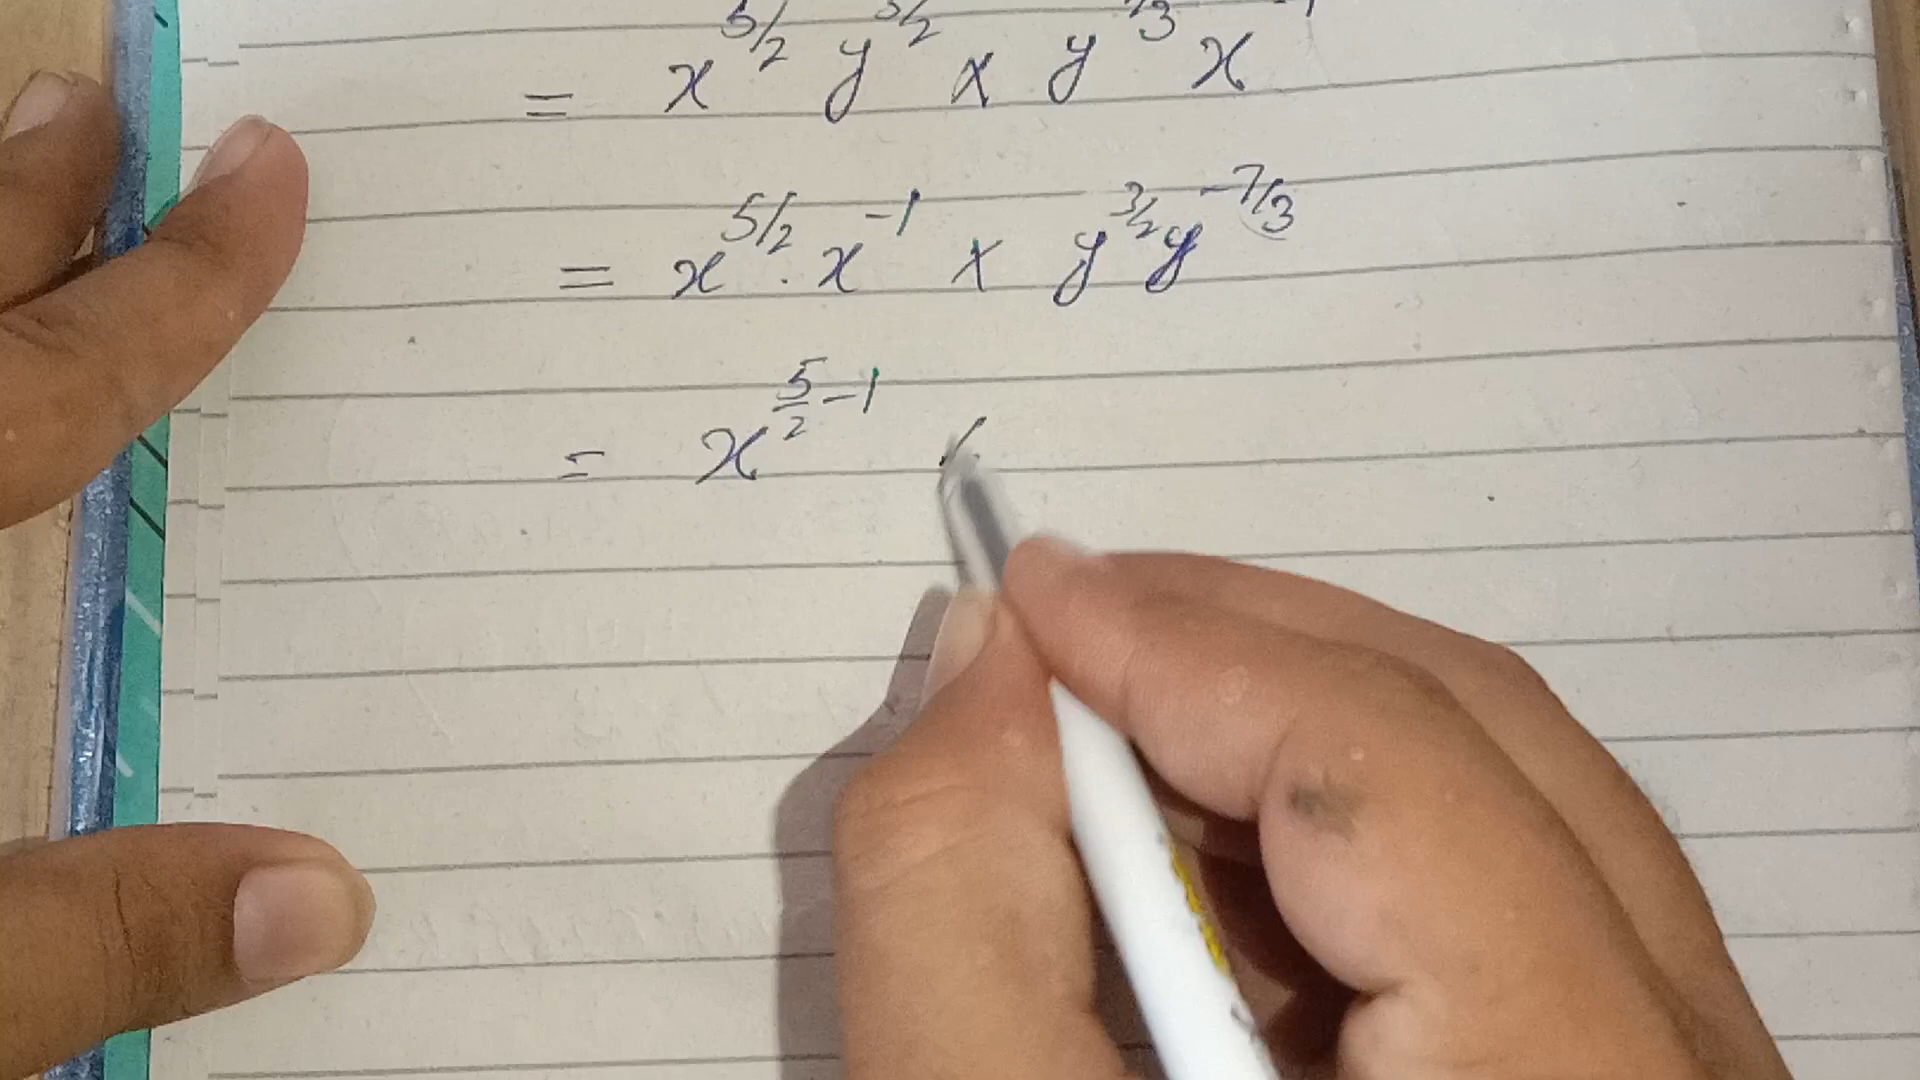 = x^5/2 y^3/2 × y^-7/3 x^-1
= x^5/2 . x^-1 × y^3/2 y^-7/3
= x^5/2-1